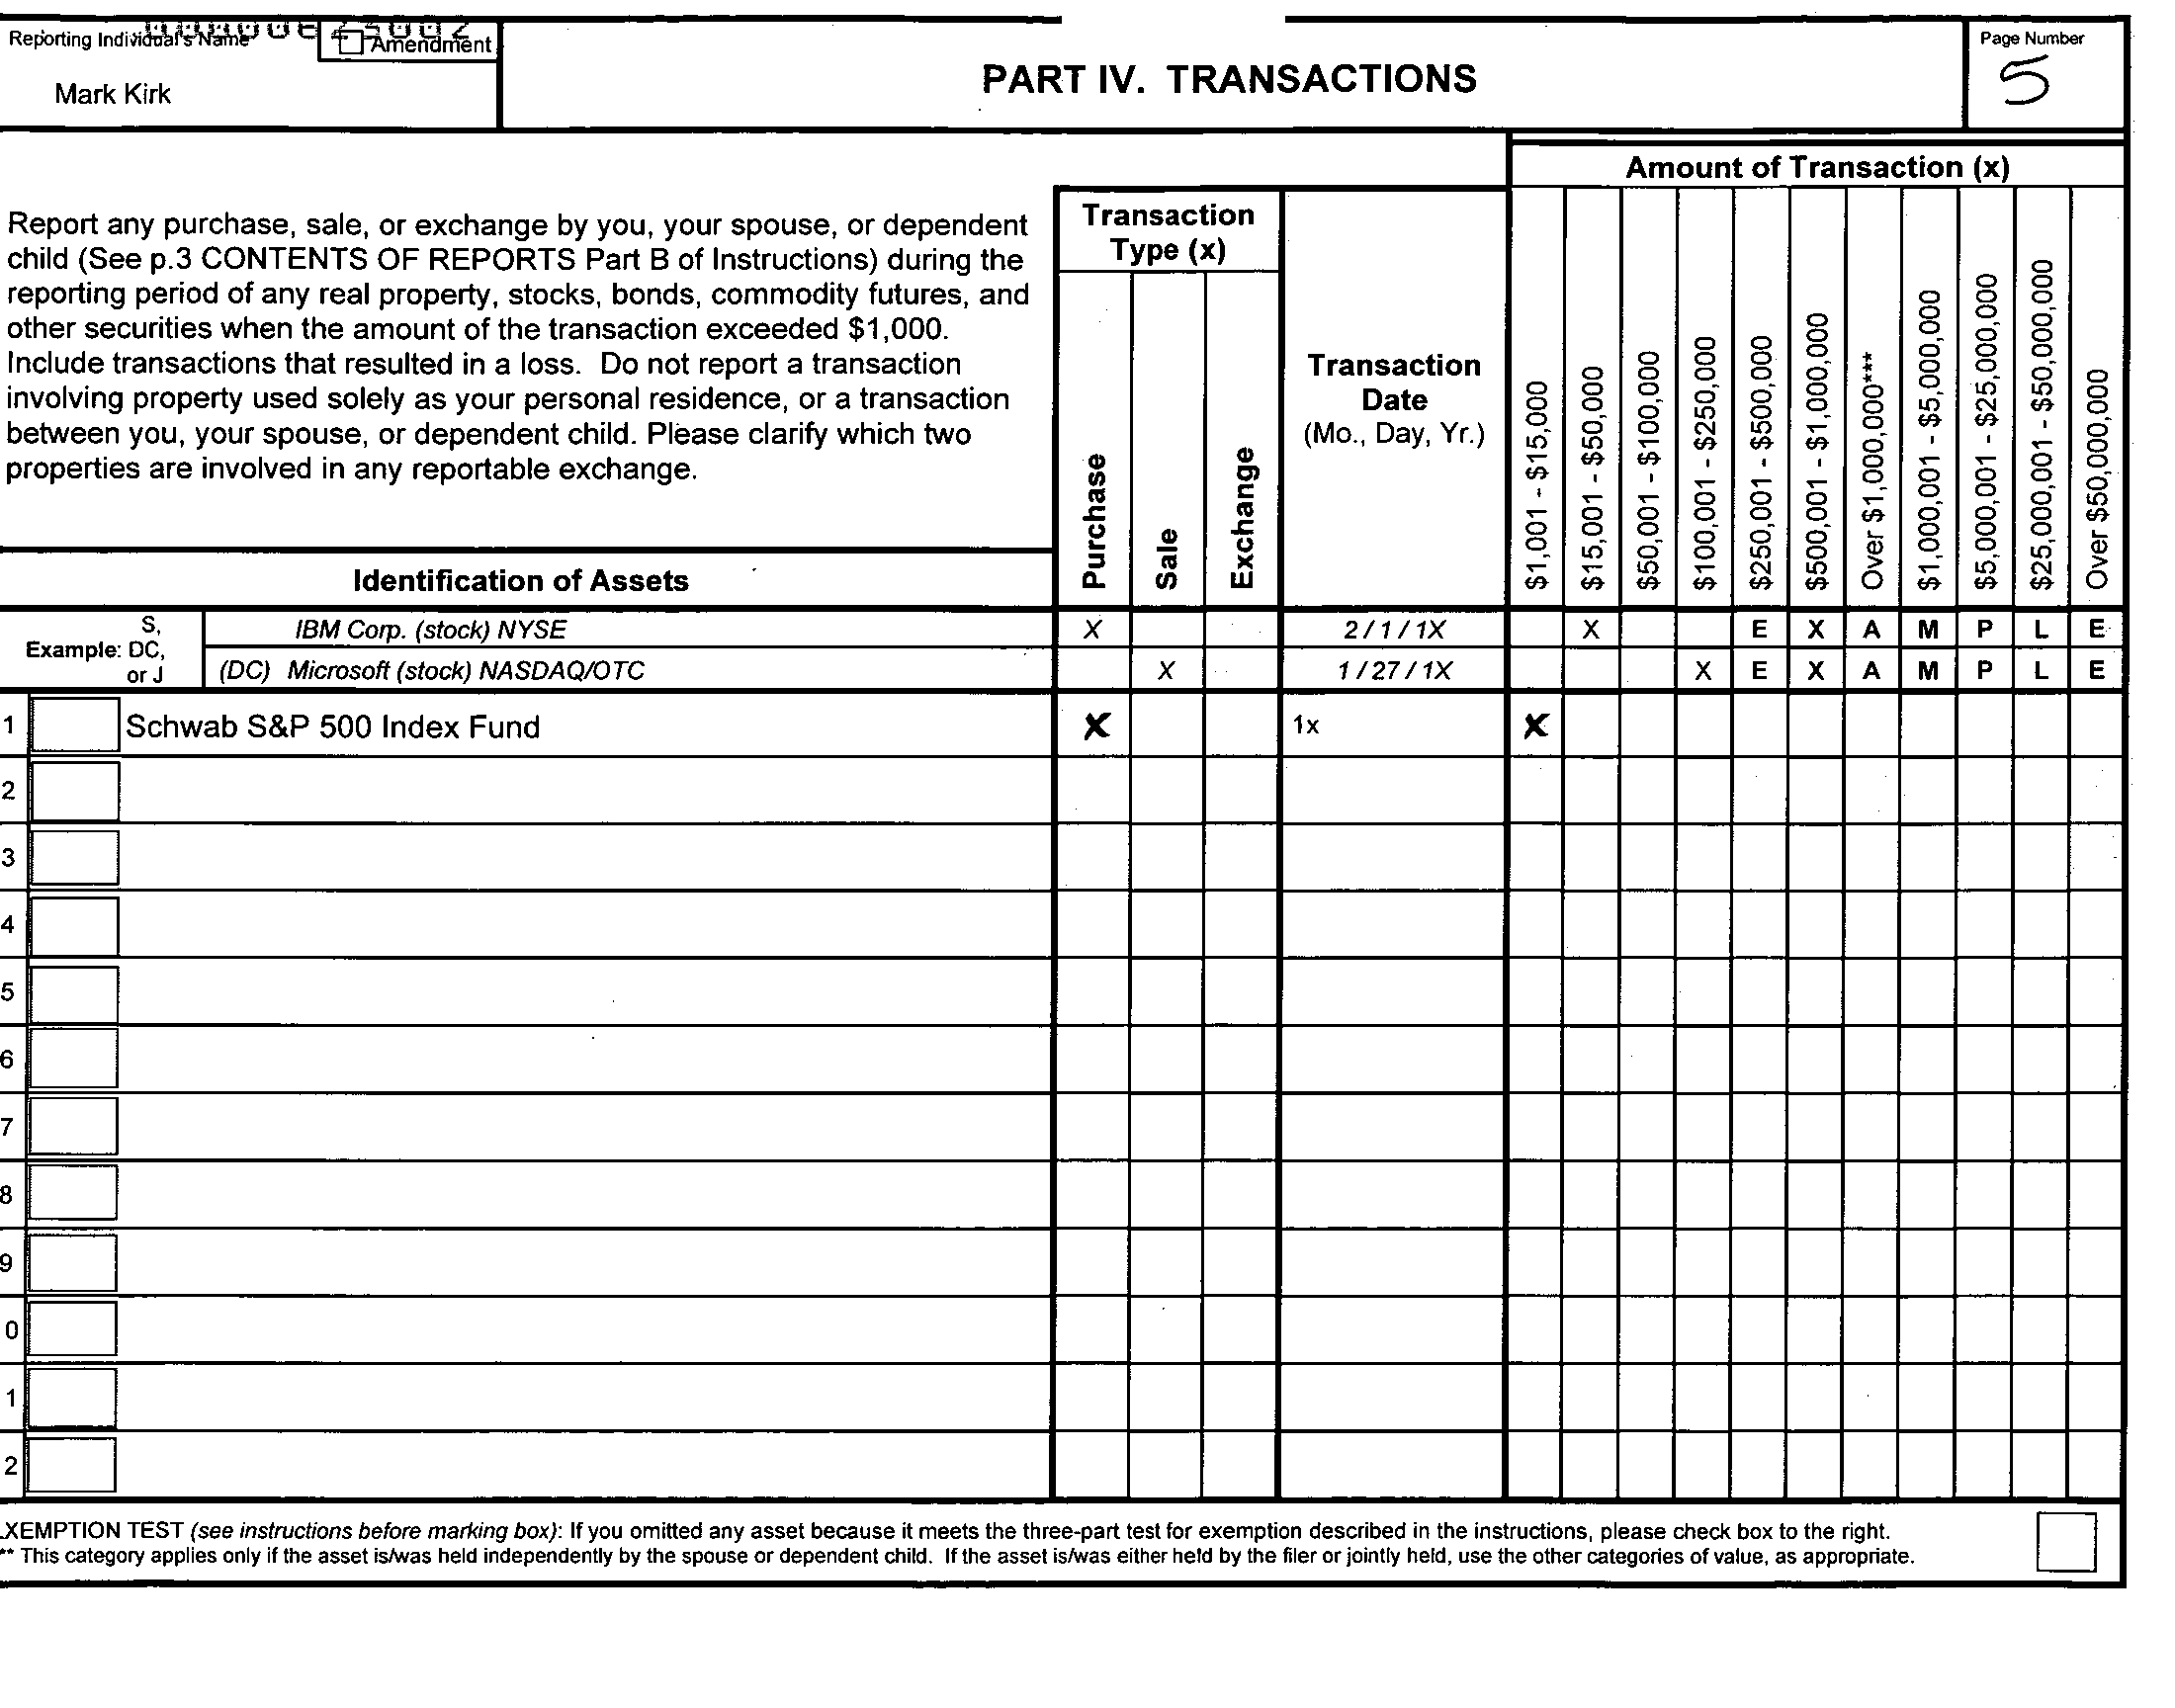 Reporting Individual's Name
Amendment
Mark Kirk
PART IV. TRANSACTIONS
Page Number
5
Report any purchase, sale, or exchange by you, your spouse, or dependent
child (See p.3 CONTENTS OF REPORTS Part B of Instructions) during the
reporting period of any real property, stocks, bonds, commodity futures, and
other securities when the amount of the transaction exceeded $1,000.
Include transactions that resulted in a loss. Do not report a transaction
involving property used solely as your personal residence, or a transaction
between you, your spouse, or dependent child. Please clarify which two
properties are involved in any reportable exchange.
Identification of Assets
Transaction
Type (x)
Purchase
Sale
Exchange
Transaction
Date
(Mo., Day, Yr.)
Amount of Transaction (x)
$1,001 - $15,000
$15,001 - $50,000
$50,001 - $100,000
$100,001 - $250,000
$250,001 - $500,000
$500,001 - $1,000,000
Over $1,000,000***
$1,000,001 - $5,000,000
$5,000,001 - $25,000,000
$25,000,001 - $50,000,000
Over $50,000,000
Example:
S,
DC,
or J
IBM Corp. (stock) NYSE X 2 / 1 / 1X X E X A M P L E
(DC) Microsoft (stock) NASDAQ/OTC X 1 / 27 / 1X X E X A M P L E
1 Schwab S&P 500 Index Fund X 1x X
2
3
4
5
6
7
8
9
0
1
2
XEMPTION TEST (see instructions before marking box): If you omitted any asset because it meets the three-part test for exemption described in the instructions, please check box to the right.
** This category applies only if the asset is/was held independently by the spouse or dependent child. If the asset is/was either held by the filer or jointly held, use the other categories of value, as appropriate.